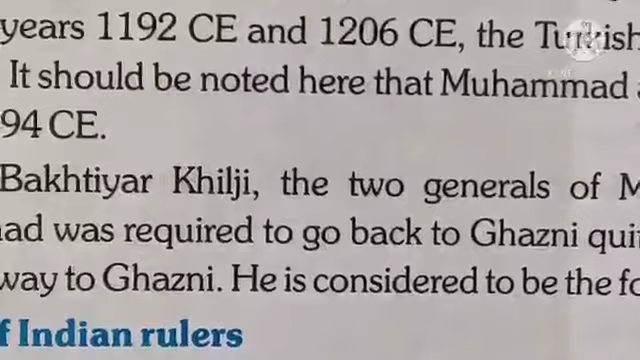 years 1192 CE and 1206 CE, the Turkish
It should be noted here that Muhammad
94 CE.
Bakhtiyar Khilji, the two generals of M
ad was required to go back to Ghazni qui
way to Ghazni. He is considered to be the fo
f Indian rulers